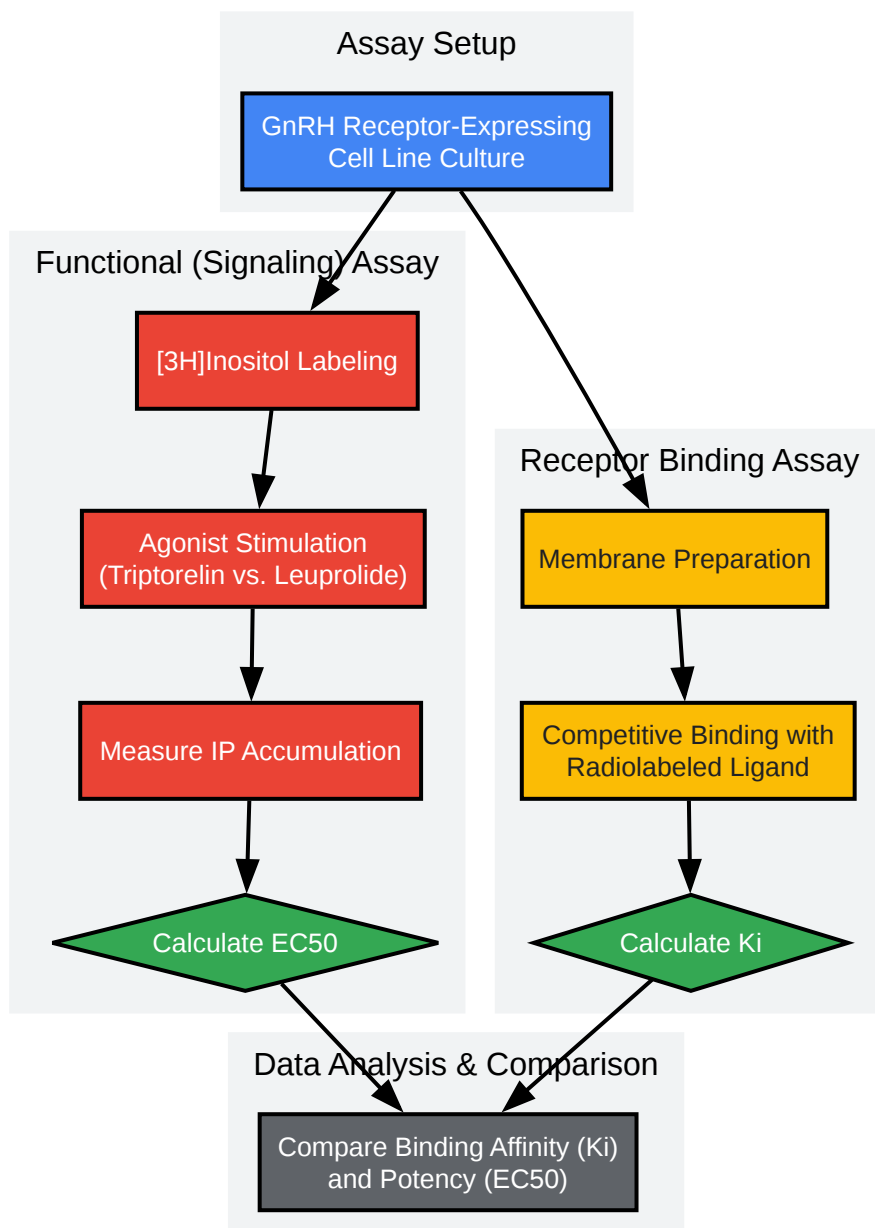 Assay Setup
GnRH Receptor-Expressing
Cell Line Culture
Functional (Signaling) Assay
[3H]Inositol Labeling
Agonist Stimulation
(Triptorelin vs. Leuprolide)
Measure IP Accumulation
Calculate EC50
Receptor Binding Assay
Membrane Preparation
Competitive Binding with
Radiolabeled Ligand
Calculate Ki
Data Analysis & Comparison
Compare Binding Affinity (Ki)
and Potency (EC50)